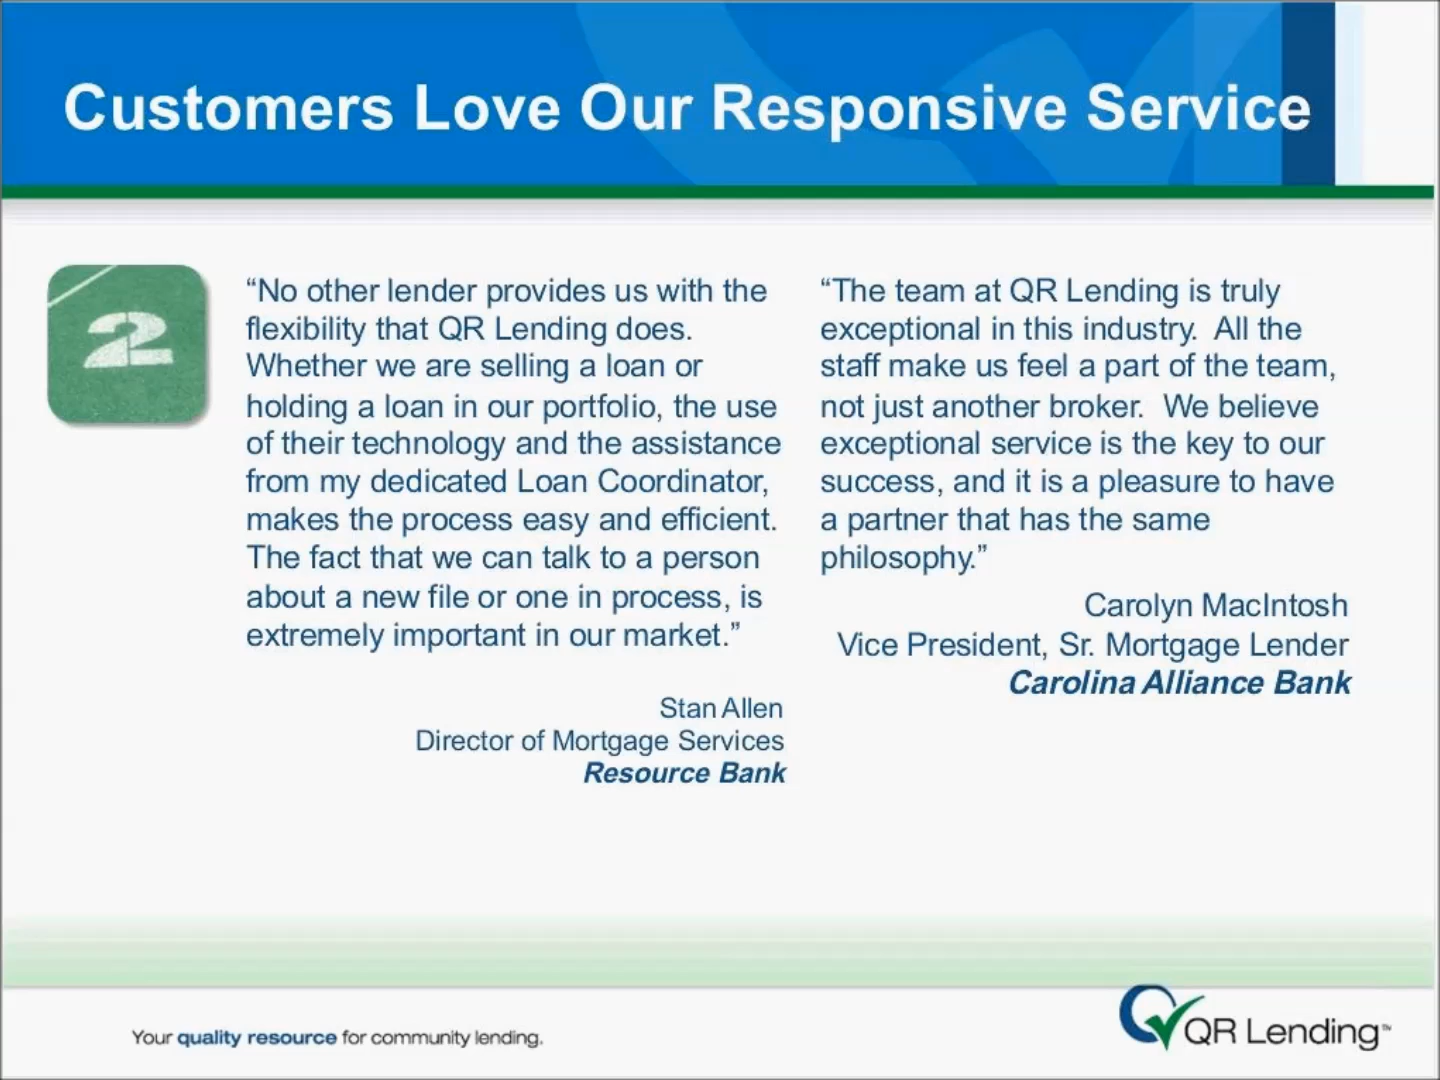 Customers Love Our Responsive Service
2
“No other lender provides us with the
flexibility that QR Lending does.
Whether we are selling a loan or
holding a loan in our portfolio, the use
of their technology and the assistance
from my dedicated Loan Coordinator,
makes the process easy and efficient.
The fact that we can talk to a person
about a new file or one in process, is
extremely important in our market.”
Stan Allen
Director of Mortgage Services
Resource Bank
“The team at QR Lending is truly
exceptional in this industry.  All the
staff make us feel a part of the team,
not just another broker.  We believe
exceptional service is the key to our
success, and it is a pleasure to have
a partner that has the same
philosophy.”
Carolyn MacIntosh
Vice President, Sr. Mortgage Lender
Carolina Alliance Bank
Your quality resource for community lending.
QR Lending™